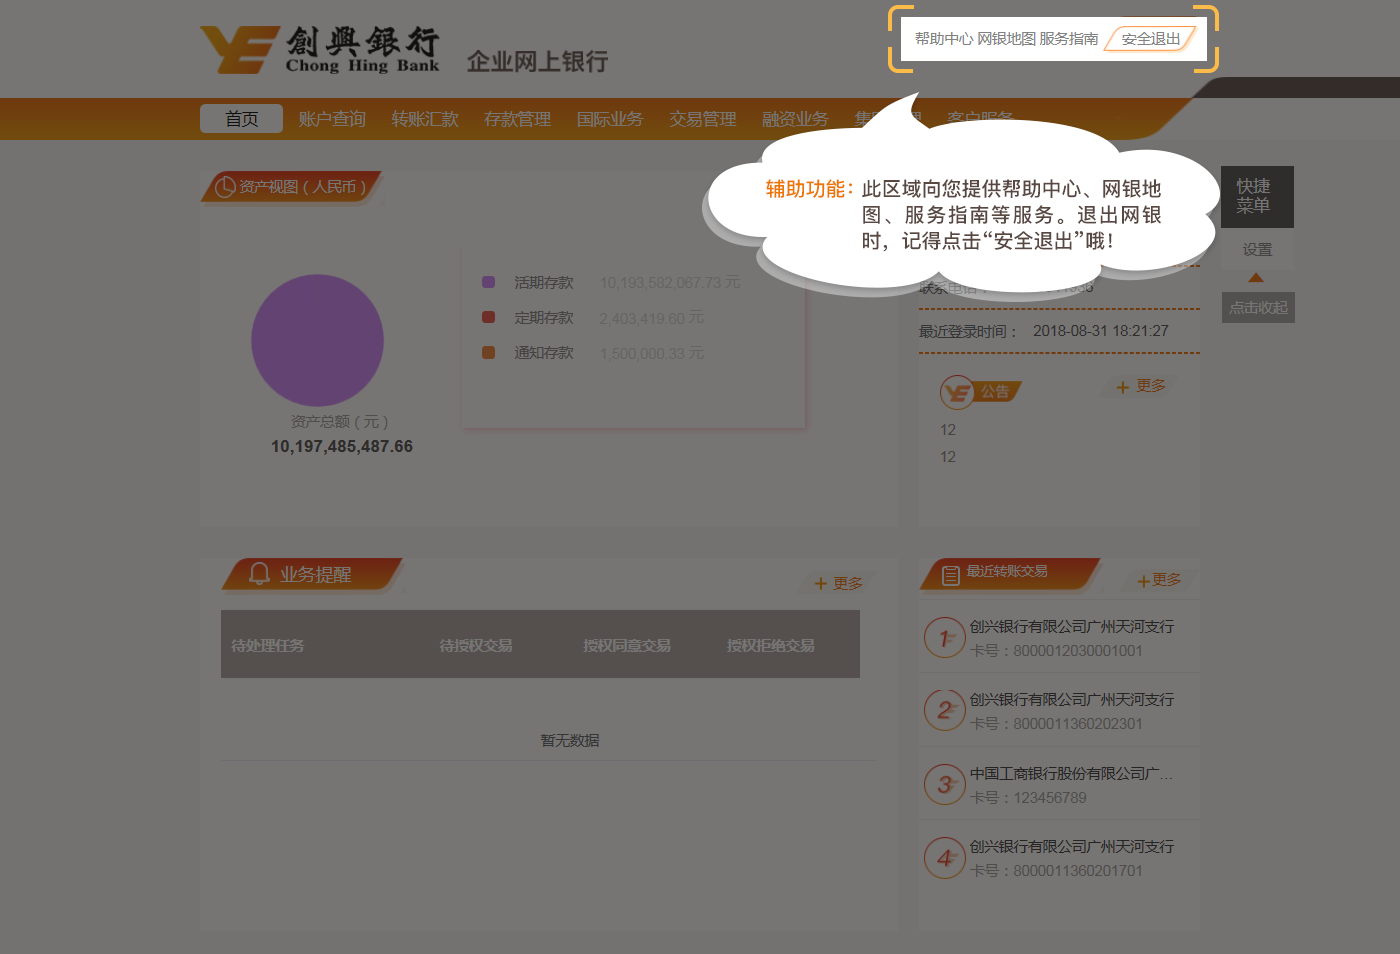 創興銀行
Chong Hing Bank
企业网上银行
帮助中心 网银地图 服务指南 安全退出
首页 账户查询 转账汇款 存款管理 国际业务 交易管理 融资业务
资产视图 ( 人民币 )
辅助功能：此区域向您提供帮助中心、网银地
图、服务指南等服务。退出网银
时，记得点击“安全退出”哦！
快捷
菜单
设置
点击收起
活期存款 10,193,582,067.73 元
定期存款 2,403,419.60 元
通知存款 1,500,000.33 元
资产总额 ( 元 )
10,197,485,487.66
最近登录时间： 2018-08-31 18:21:27
公告 + 更多
12
12
业务提醒 + 更多
待处理任务 待授权交易 授权同意交易 授权拒绝交易
暂无数据
最近转账交易 +更多
1 创兴银行有限公司广州天河支行
卡号：8000012030001001
2 创兴银行有限公司广州天河支行
卡号：8000011360202301
3 中国工商银行股份有限公司广...
卡号：123456789
4 创兴银行有限公司广州天河支行
卡号：8000011360201701